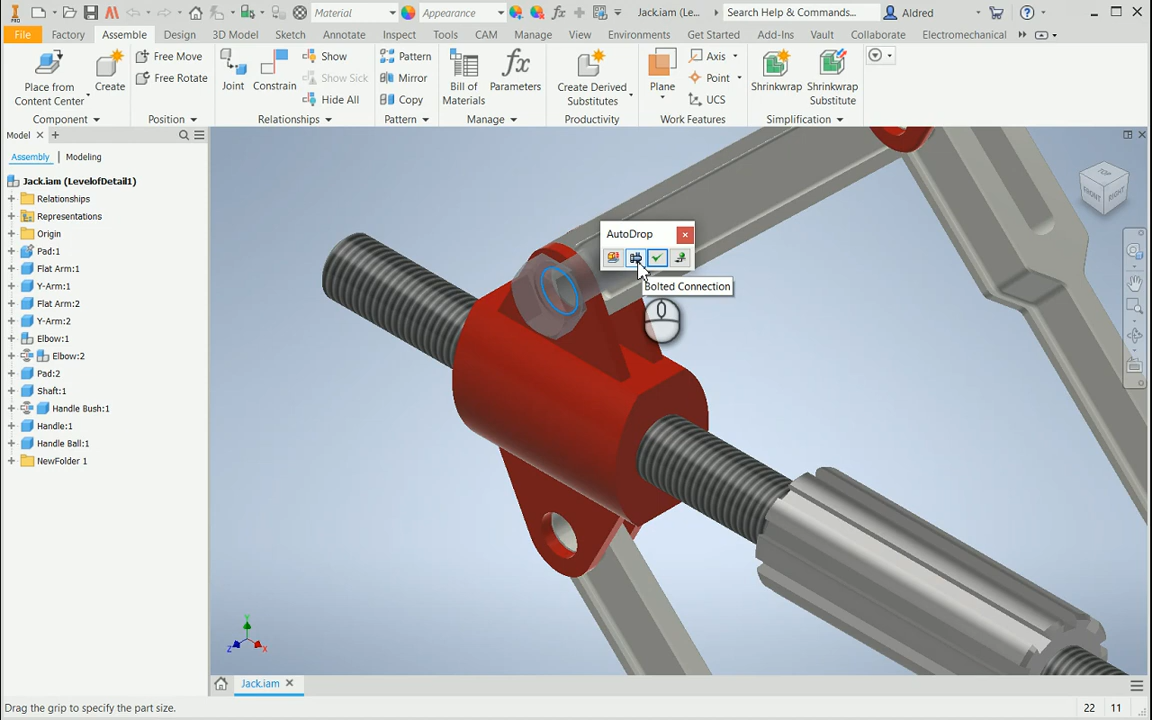 PRO
Material
Appearance
fx
Jack.iam (Le...
Search Help & Commands...
Aldred
File Factory Assemble Design 3D Model Sketch Annotate Inspect Tools CAM Manage View Environments Get Started Add-Ins Vault Collaborate Electromechanical
Place from
Content Center
Create
Component
Free Move
Free Rotate
Position
Joint
Constrain
Show
Show Sick
Hide All
Relationships
Pattern
Mirror
Copy
Pattern
Bill of
Materials
fx
Parameters
Manage
Create Derived
Substitutes
Productivity
Plane
Axis
Point
UCS
Work Features
Shrinkwrap
Shrinkwrap
Substitute
Simplification
Model
Assembly | Modeling
Jack.iam (LevelofDetail1)
Relationships
Representations
Origin
Pad:1
Flat Arm:1
Y-Arm:1
Flat Arm:2
Y-Arm:2
Elbow:1
Elbow:2
Pad:2
Shaft:1
Handle Bush:1
Handle:1
Handle Ball:1
NewFolder 1
AutoDrop
Bolted Connection
FRONT
RIGHT
Y
Z
X
Jack.iam
Drag the grip to specify the part size.
22 11